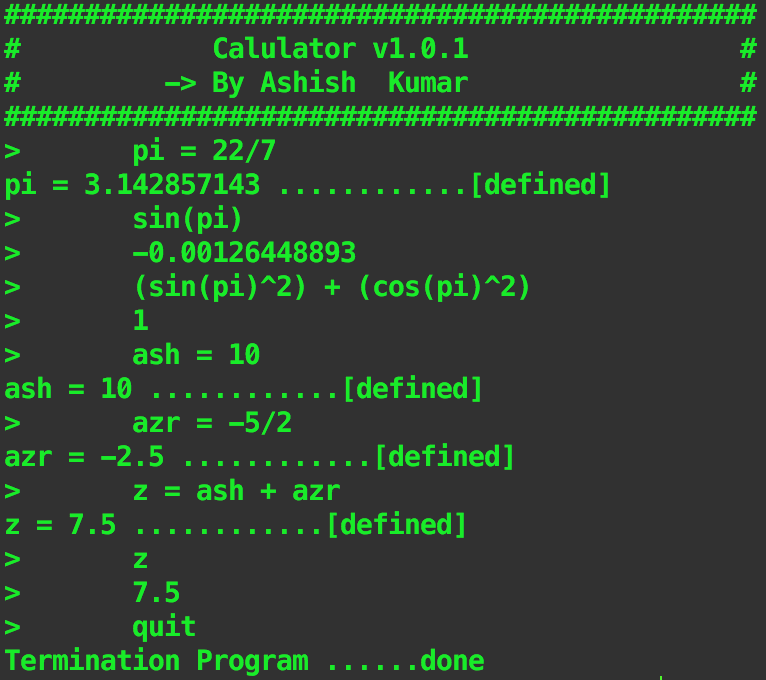 ###############################################
#            Calulator v1.0.1                 #
#         -> By Ashish  Kumar                 #
###############################################
>       pi = 22/7
pi = 3.142857143 ............[defined]
>       sin(pi)
>       -0.00126448893
>       (sin(pi)^2) + (cos(pi)^2)
>       1
>       ash = 10
ash = 10 ............[defined]
>       azr = -5/2
azr = -2.5 ............[defined]
>       z = ash + azr
z = 7.5 ............[defined]
>       z
>       7.5
>       quit
Termination Program ......done